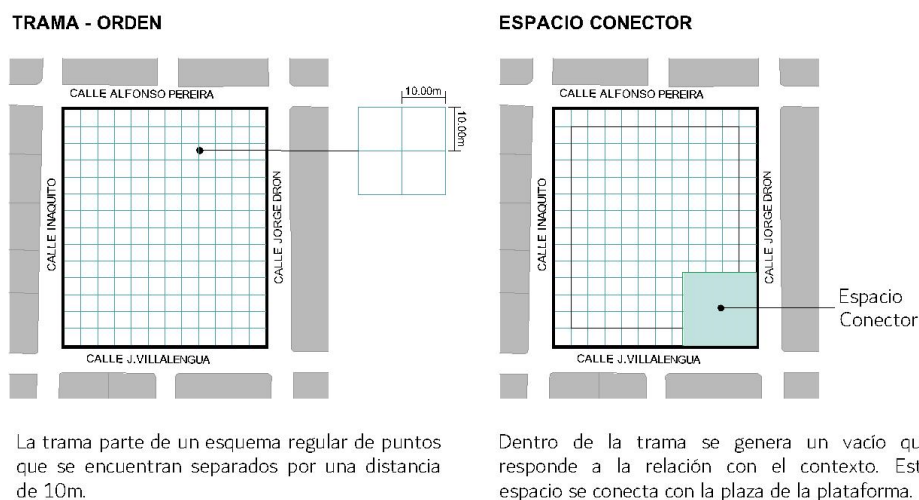 TRAMA - ORDEN
CALLE ALFONSO PEREIRA
CALLE INAQUITO
CALLE JORGE DRON
CALLE J.VILLALENGUA
10.00m
10.00m
La trama parte de un esquema regular de puntos
que se encuentran separados por una distancia
de 10m.
ESPACIO CONECTOR
CALLE ALFONSO PEREIRA
CALLE INAQUITO
CALLE JORGE DRON
CALLE J.VILLALENGUA
Espacio
Conector
Dentro de la trama se genera un vacío qu
responde a la relación con el contexto. Est
espacio se conecta con la plaza de la plataforma.